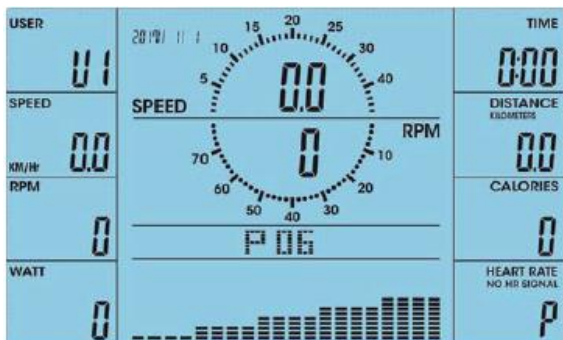 USER
U1
SPEED
KM/Hr 0.0
RPM
0
WATT
0
5 10 15 20 25 30 40
SPEED 0.0
RPM 0
70 60 50 40 30 20 10
P 06
TIME
0:00
DISTANCE
KILOMETERS
0.0
CALORIES
0
HEART RATE
NO HR SIGNAL
P